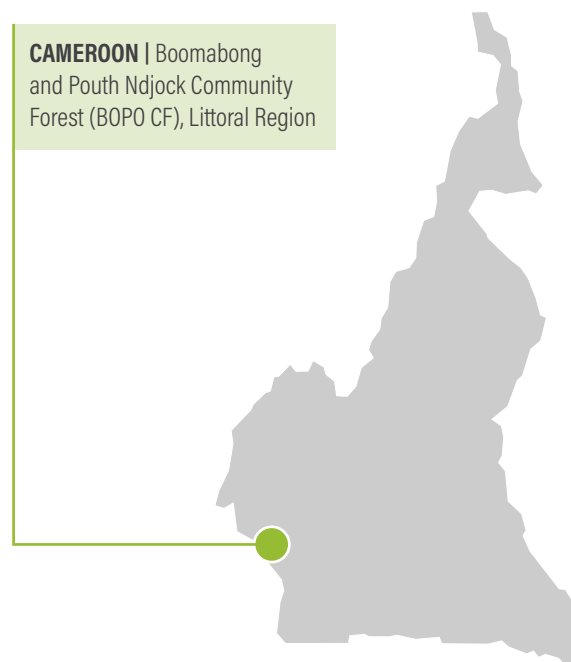 CAMEROON | Boomabong
and Pouth Ndjock Community
Forest (BOPO CF), Littoral Region